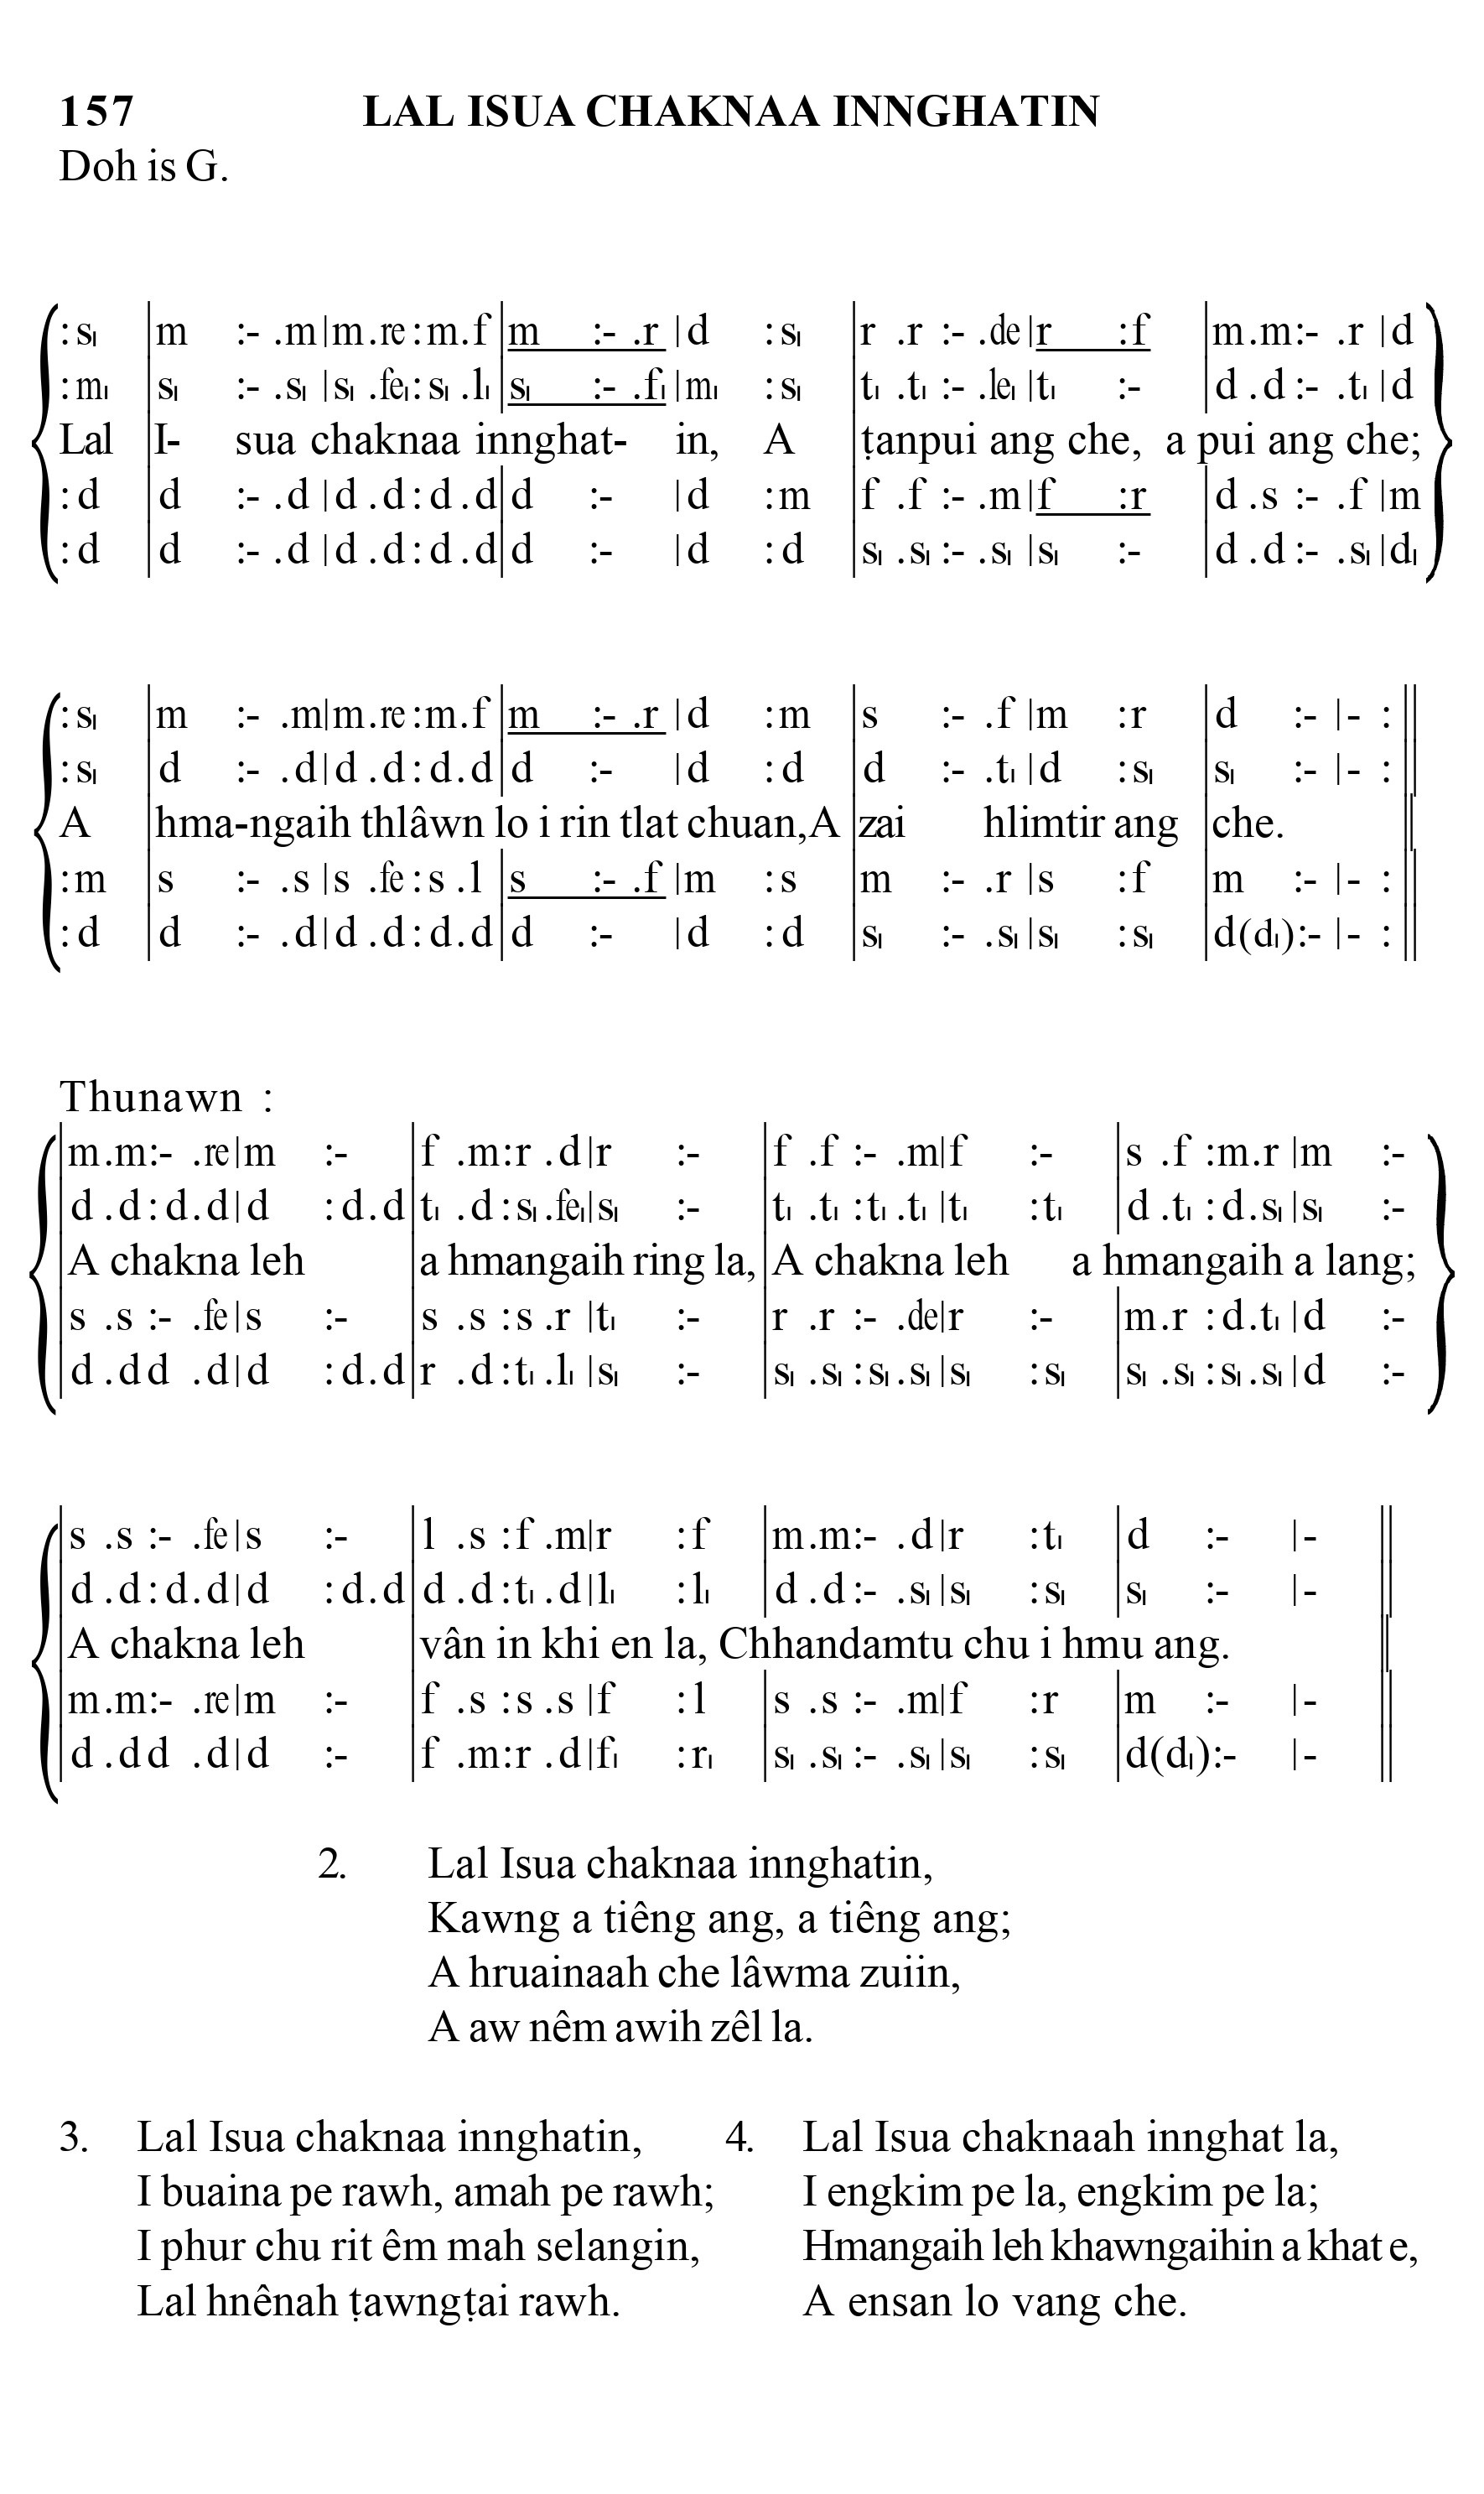 157 LAL ISUA CHAKNAA INNGHATIN
Doh is G.
:s₁ |m :- .m|m.re:m.f|m :- .r |d :s₁ |r .r :- .de|r :f |m.m:- .r |d
:m₁ |s₁ :- .s₁|s₁ .fe₁:s₁ .l₁|s₁ :- .f₁|m₁ :s₁ |t₁ .t₁ :- .le₁|t₁ :- |d .d :- .t₁ |d
Lal I- sua chaknaa innghat- in, A ṭanpui ang che, a pui ang che;
:d |d :- .d |d .d:d .d|d :- |d :m |f .f :- .m|f :r |d .s :- .f |m
:d |d :- .d |d .d:d .d|d :- |d :d |s₁ .s₁ :- .s₁ |s₁ :- |d .d :- .s₁ |d₁
:s₁ |m :- .m|m.re:m.f|m :- .r |d :m |s :- .f |m :r |d :- |- :||
:s₁ |d :- .d|d .d:d.d|d :- |d :d |d :- .t₁ |d :s₁ |s₁ :- |- :||
A hma-ngaih thlâwn lo i rin tlat chuan,A zai hlimtir ang che.
:m |s :- .s |s .fe:s .l |s :- .f |m :s |m :- .r |s :f |m :- |- :||
:d |d :- .d|d .d:d.d|d :- |d :d |s₁ :- .s₁|s₁ :s₁ |d(d₁):- |- :||
Thunawn :
|m.m:- .re|m :- |f .m:r .d|r :- |f .f :- .m|f :- |s .f :m.r |m :-
|d .d:d.d|d :d.d|t₁ .d:s₁.fe₁|s₁ :- |t₁ .t₁ :t₁ .t₁ |t₁ :t₁ |d .t₁ :d.s₁ |s₁ :-
A chakna leh a hmangaih ring la, A chakna leh a hmangaih a lang;
|s .s :- .fe|s :- |s .s :s .r |t₁ :- |r .r :- .de|r :- |m.r :d.t₁ |d :-
|d .dd .d|d :d.d|r .d:t₁ .l₁ |s₁ :- |s₁ .s₁ :s₁ .s₁ |s₁ :s₁ |s₁ .s₁ :s₁.s₁ |d :-
|s .s :- .fe|s :- |l .s :f .m|r :f |m.m:- .d|r :t₁ |d :- |- ||
|d .d:d.d|d :d.d|d .d:t₁ .d|l₁ :l₁ |d .d:- .s₁|s₁ :s₁ |s₁ :- |- ||
A chakna leh vân in khi en la, Chhandamtu chu i hmu ang.
|m.m:- .re|m :- |f .s :s .s |f :l |s .s :- .m|f :r |m :- |- ||
|d .dd .d|d :- |f .m:r .d|f₁ :r₁ |s₁ .s₁ :- .s₁ |s₁ :s₁ |d(d₁):- |- ||
2. Lal Isua chaknaa innghatin,
Kawng a tiêng ang, a tiêng ang;
A hruainaah che lâwma zuiin,
A aw nêm awih zêl la.
3. Lal Isua chaknaa innghatin,
I buaina pe rawh, amah pe rawh;
I phur chu rit êm mah selangin,
Lal hnênah ṭawngṭai rawh.
4. Lal Isua chaknaah innghat la,
I engkim pe la, engkim pe la;
Hmangaih leh khawngaihin a khat e,
A ensan lo vang che.